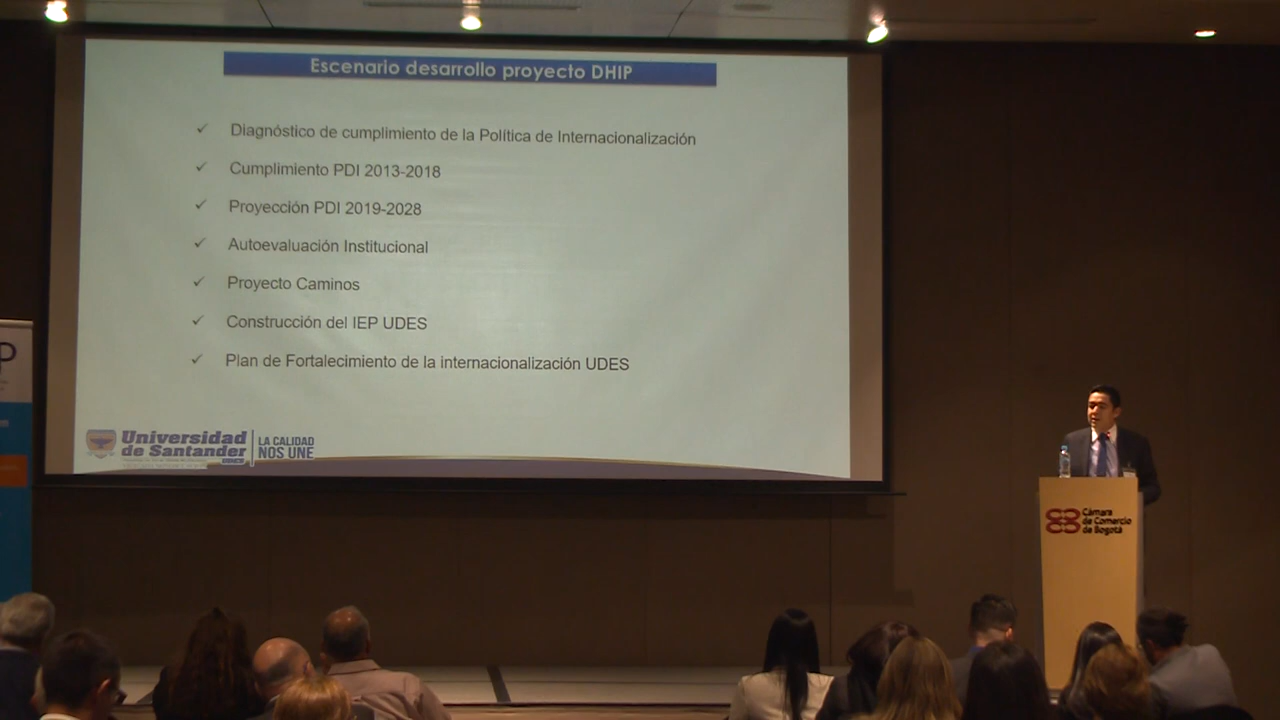 Escenario desarrollo proyecto DHIP
✓ Diagnóstico de cumplimiento de la Política de Internacionalización
✓ Cumplimiento PDI 2013-2018
✓ Proyección PDI 2019-2028
✓ Autoevaluación Institucional
✓ Proyecto Caminos
✓ Construcción del IEP UDES
✓ Plan de Fortalecimiento de la internacionalización UDES
Universidad
de Santander
LA CALIDAD
NOS UNE
P
Cámara
de Comercio
de Bogotá